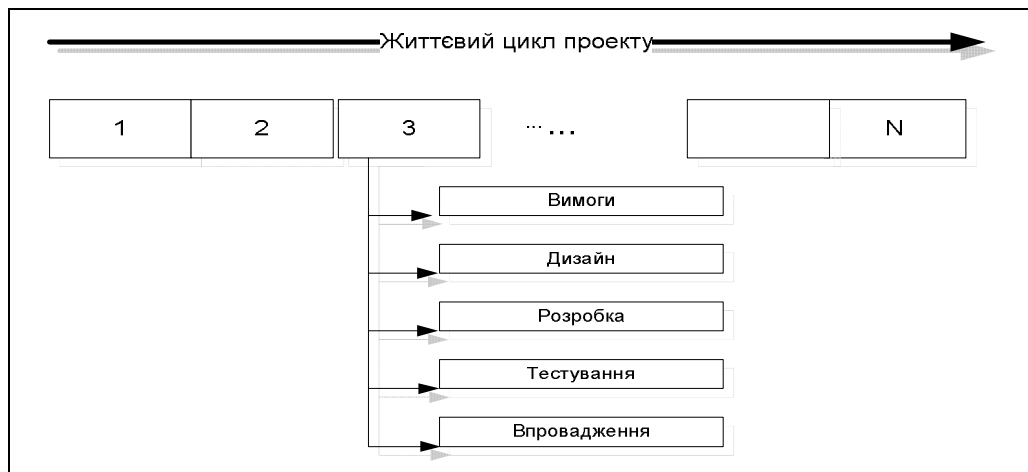 Життєвий цикл проекту
1 2 3 ... ... N
Вимоги
Дизайн
Розробка
Тестування
Впровадження